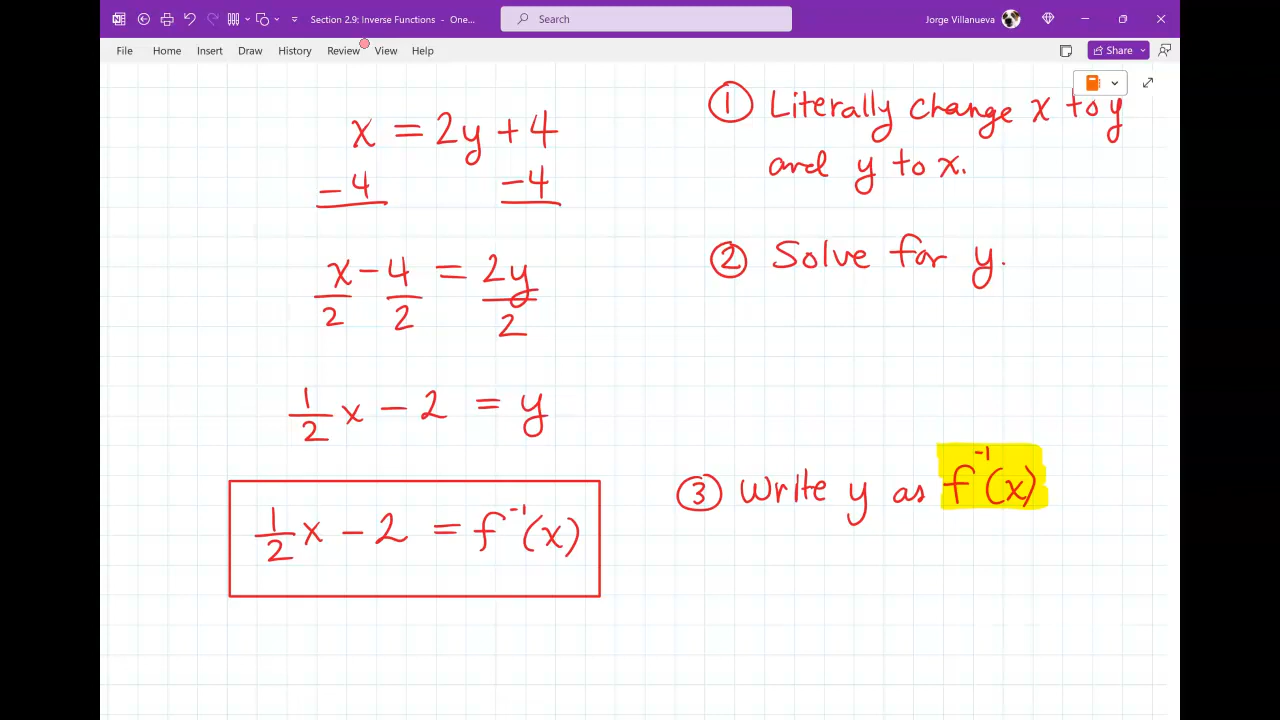 Section 2.9: Inverse Functions - One...
Search
Jorge Villanueva
File Home Insert Draw History Review View Help
Share
x = 2y + 4
-4 -4
x - 4 = 2y
2 2 2
1/2 x - 2 = y
1/2 x - 2 = f⁻¹(x)
① Literally change x to y
and y to x.
② Solve for y.
③ Write y as f⁻¹(x)